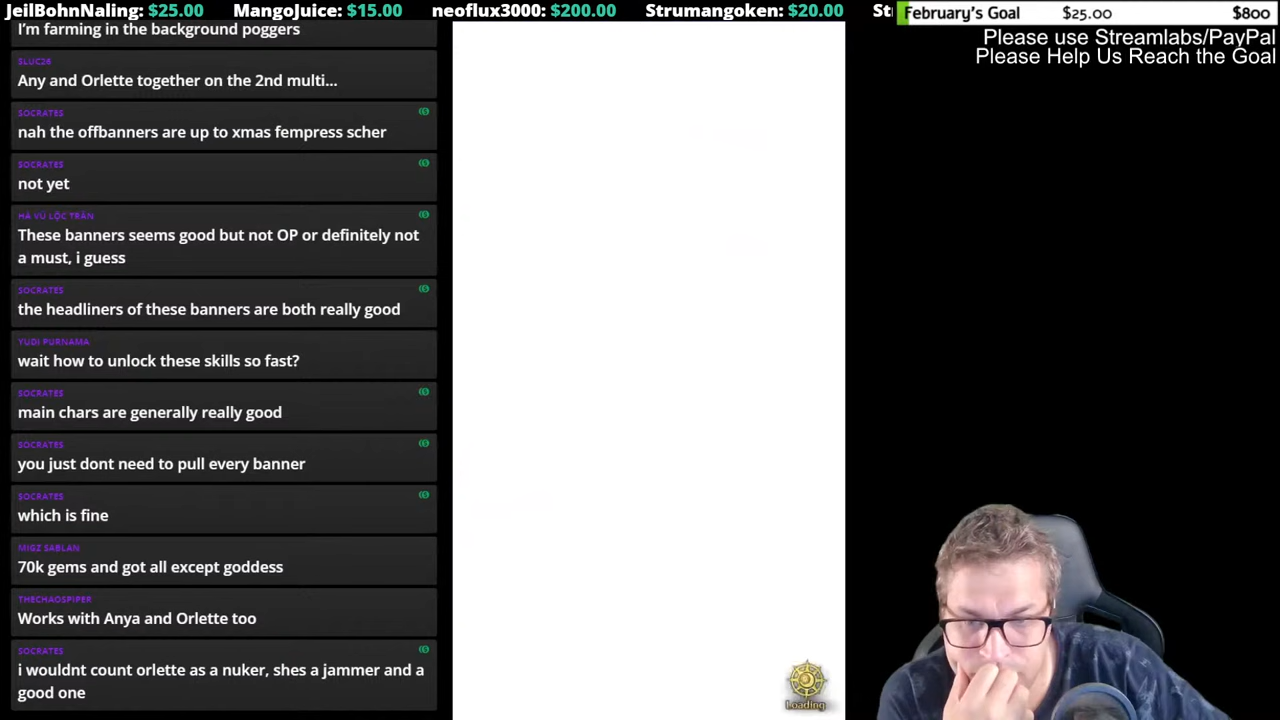 JeilBohnNaling: $25.00 MangoJuice: $15.00 neoflux3000: $200.00 Strumangoken: $20.00 St
February's Goal $25.00 $800
Please use Streamlabs/PayPal
Please Help Us Reach the Goal
I'm farming in the background poggers
SLUC26
Any and Orlette together on the 2nd multi...
SOCRATES
nah the offbanners are up to xmas fempress scher
SOCRATES
not yet
HA VŨ LỘC TRẦN
These banners seems good but not OP or definitely not
a must, i guess
SOCRATES
the headliners of these banners are both really good
YUDI PURNAMA
wait how to unlock these skills so fast?
SOCRATES
main chars are generally really good
SOCRATES
you just dont need to pull every banner
SOCRATES
which is fine
MIGZ SABLAN
70k gems and got all except goddess
THECHAOSPIPER
Works with Anya and Orlette too
SOCRATES
i wouldnt count orlette as a nuker, shes a jammer and a
good one
Loading